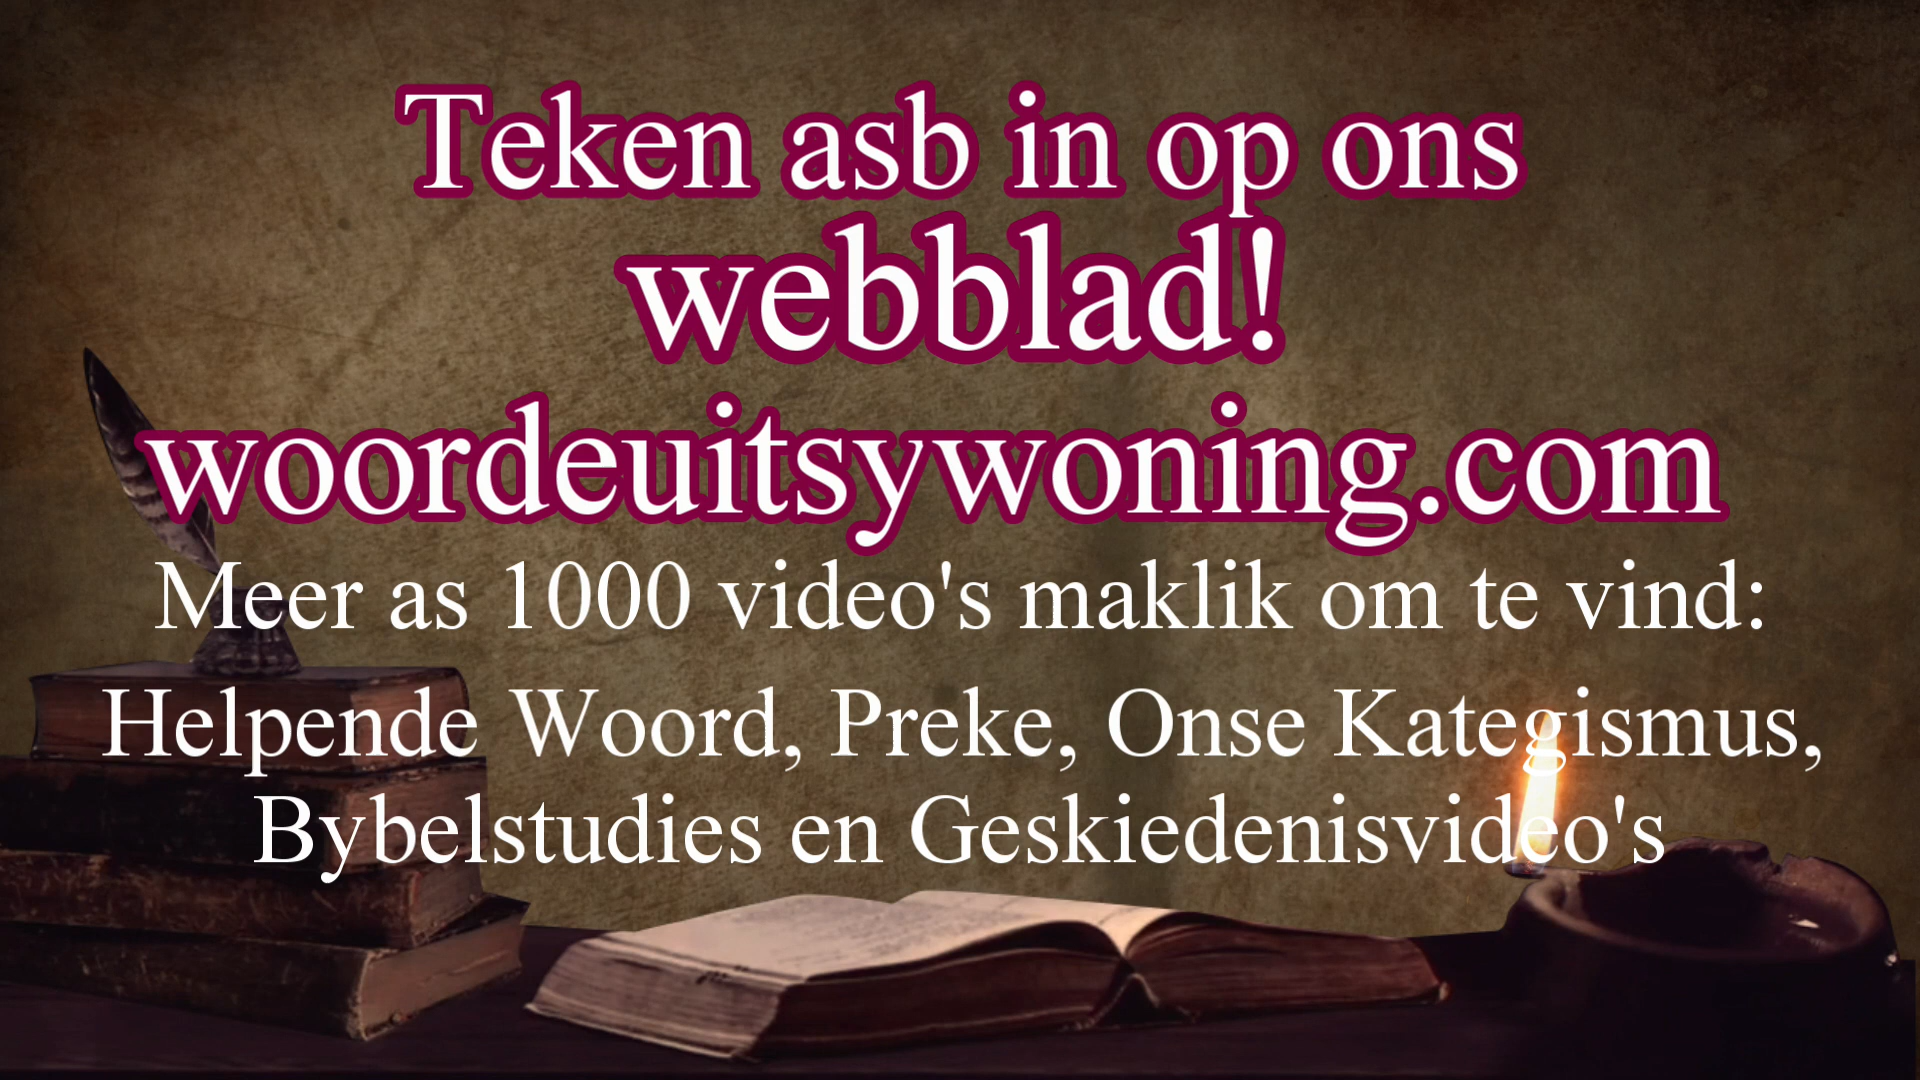 Teken asb in op ons
webblad!
woordeuitsywoning.com
Meer as 1000 video's maklik om te vind:
Helpende Woord, Preke, Onse Kategismus,
Bybelstudies en Geskiedenisvideo's